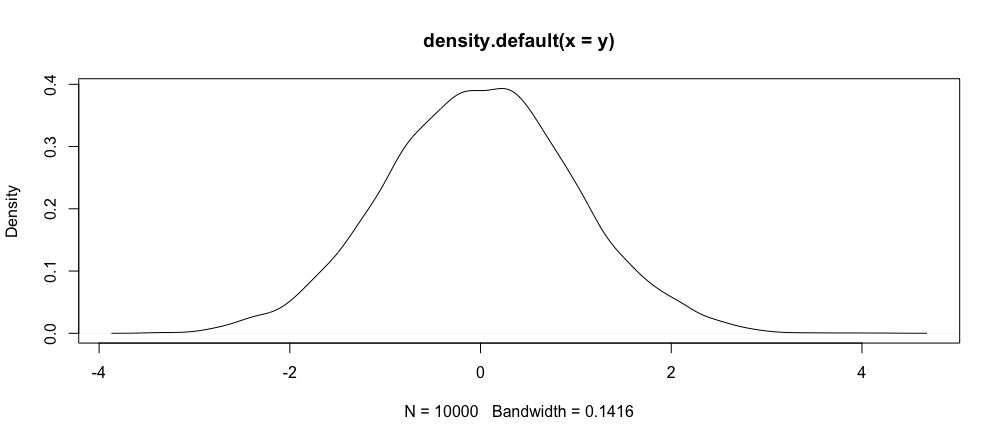 density.default(x = y)
0.4
0.3
0.2
0.1
0.0
Density
-4 -2 0 2 4
N = 10000 Bandwidth = 0.1416